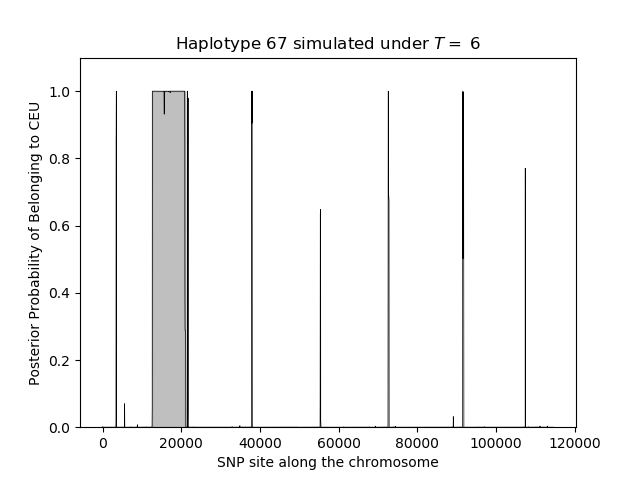 Haplotype 67 simulated under T = 6
Posterior Probability of Belonging to CEU
1.0
0.8
0.6
0.4
0.2
0.0
0 20000 40000 60000 80000 100000 120000
SNP site along the chromosome